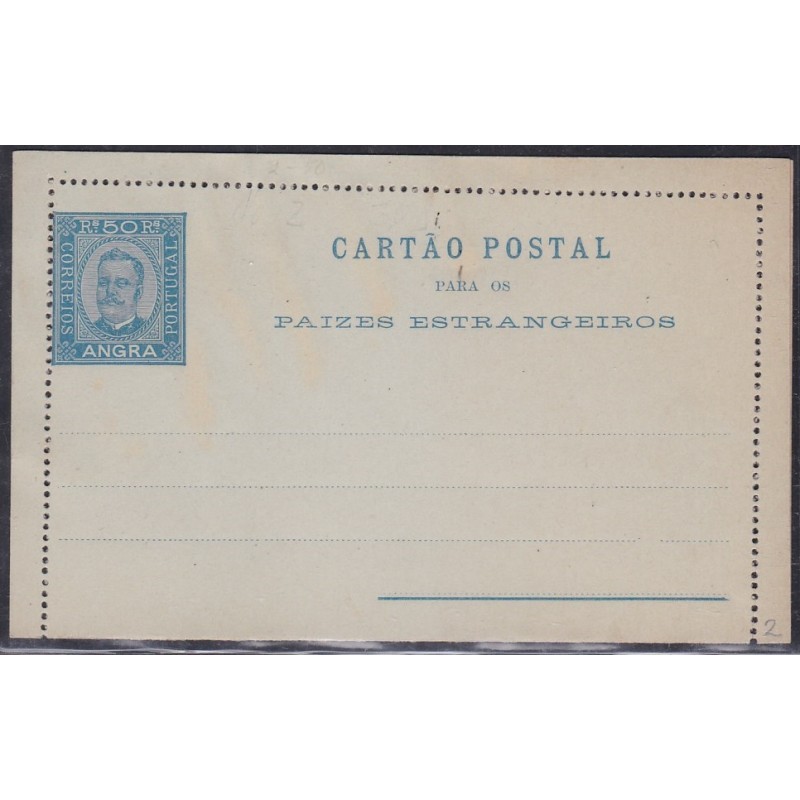 Rs. 50 Rs.
CORREIOS
PORTUGAL
ANGRA
CARTÃO POSTAL
PARA OS
PAIZES ESTRANGEIROS
2